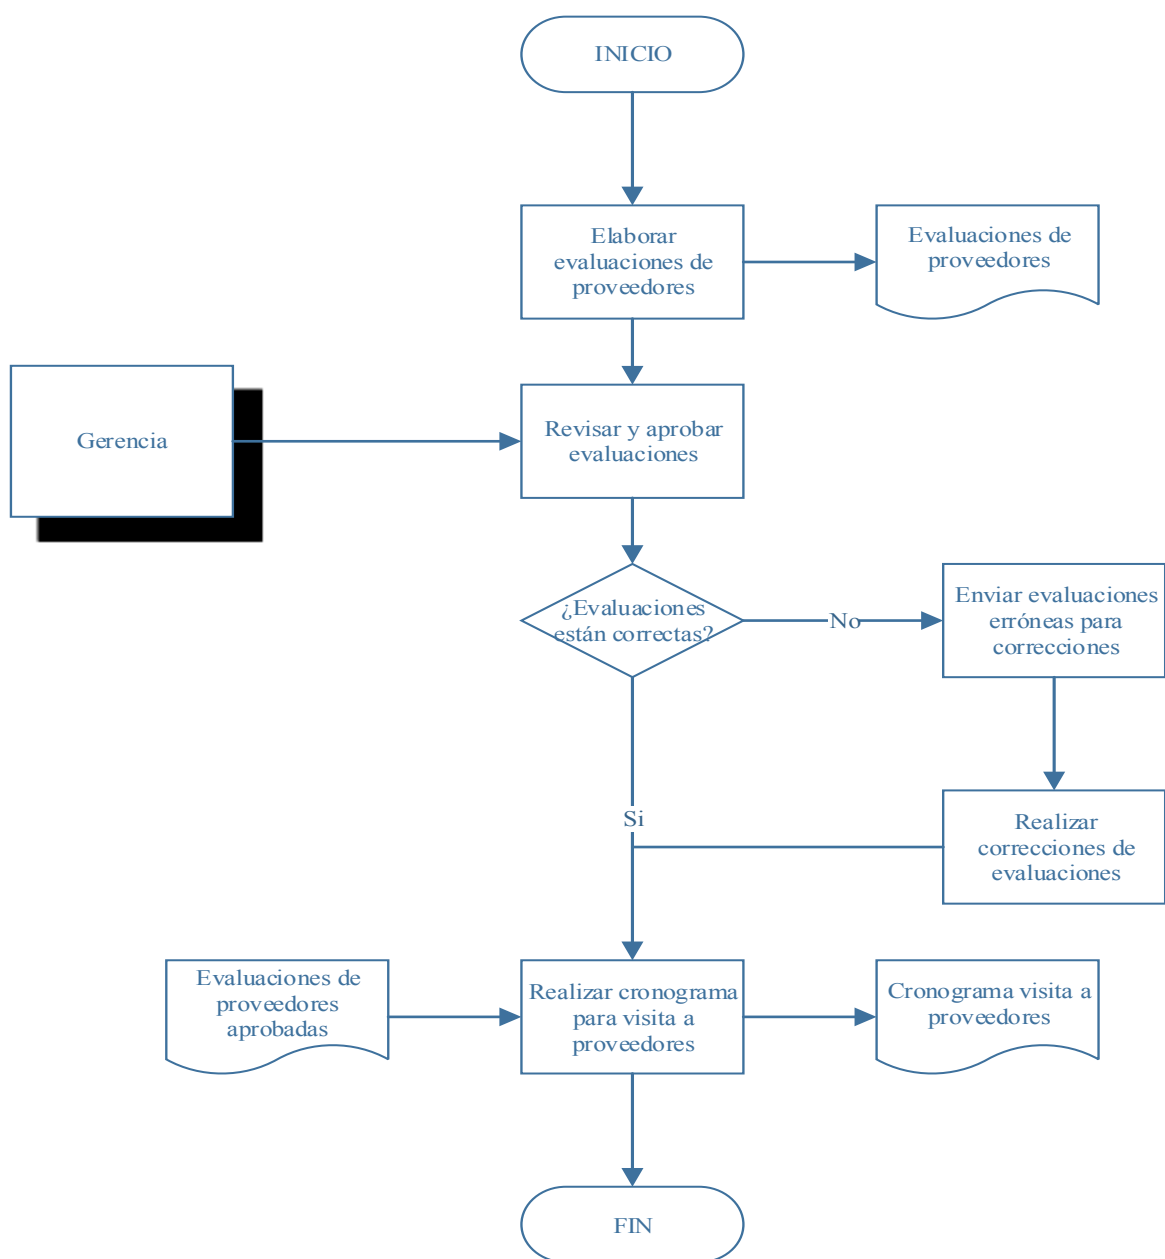 INICIO
Elaborar
evaluaciones de
proveedores
Evaluaciones de
proveedores
Gerencia
Revisar y aprobar
evaluaciones
¿Evaluaciones
están correctas?
No
Enviar evaluaciones
erróneas para
correcciones
Si
Realizar
correcciones de
evaluaciones
Evaluaciones de
proveedores
aprobadas
Realizar cronograma
para visita a
proveedores
Cronograma visita a
proveedores
FIN